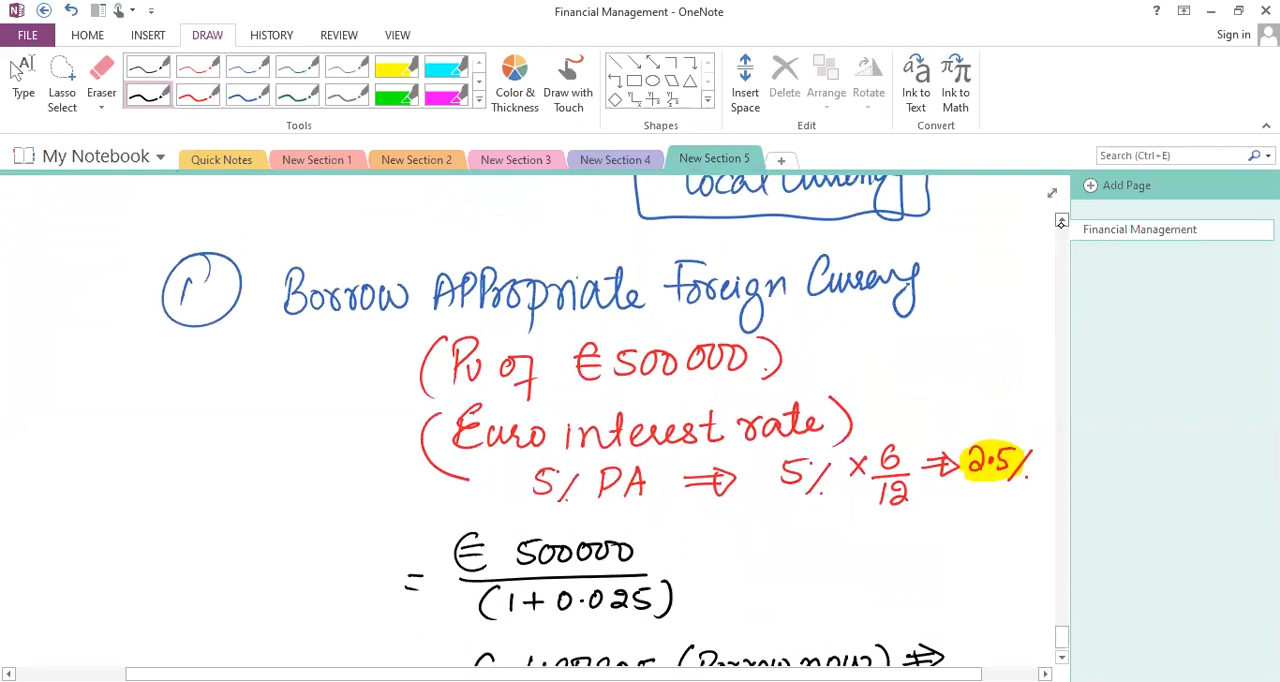 Financial Management - OneNote
FILE HOME INSERT DRAW HISTORY REVIEW VIEW Sign in
Type Lasso Select Eraser Color & Thickness Draw with Touch Insert Space Delete Arrange Rotate Ink to Text Ink to Math
Tools Shapes Edit Convert
My Notebook Quick Notes New Section 1 New Section 2 New Section 3 New Section 4 New Section 5 Search (Ctrl+E)
Add Page
Financial Management
Local Currency
1 Borrow Appropriate Foreign Currency
(Pv of € 500000)
(Euro interest rate)
5% PA ⇒ 5% × 6/12 ⇒ 2.5%
= € 500000
(1 + 0.025)
(Borrow now) ⇒